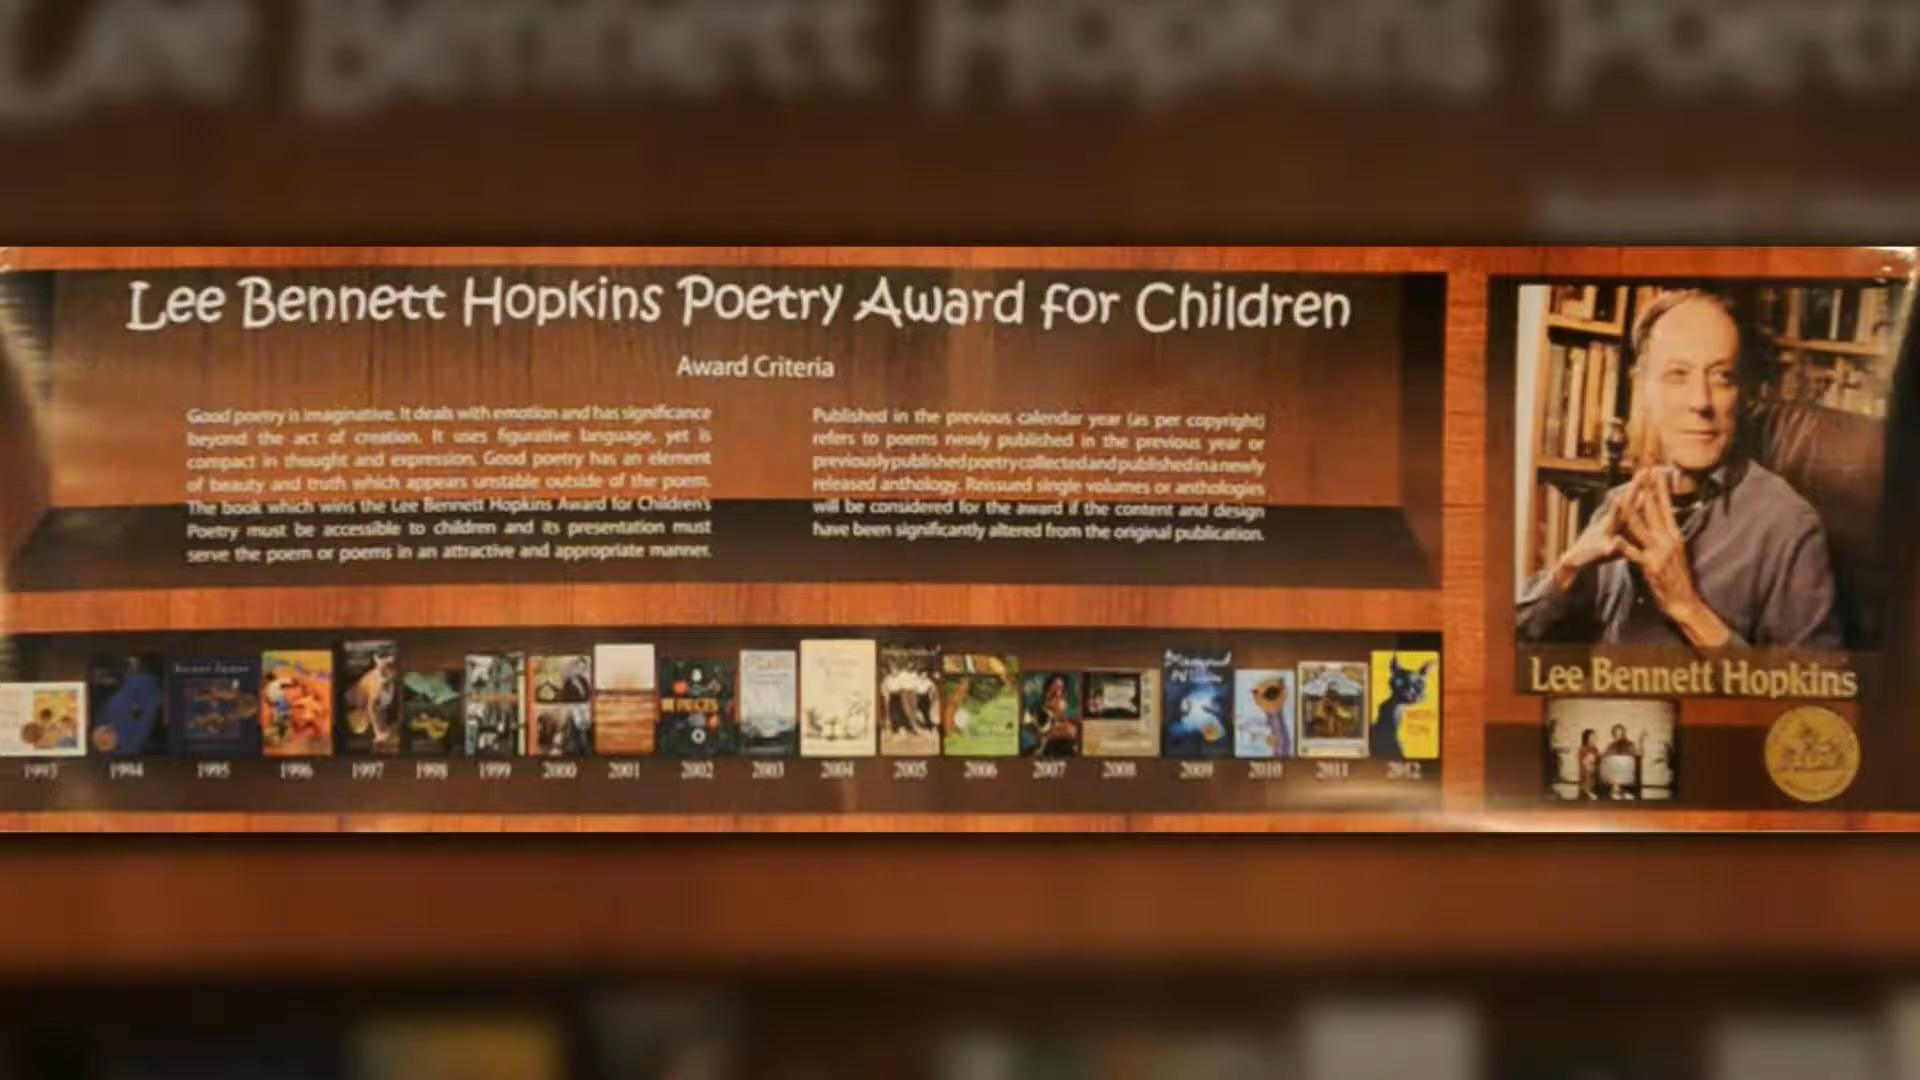 Lee Bennett Hopkins Poetry Award for Children
Award Criteria
Good poetry is imaginative. It deals with emotion and has significance
beyond the act of creation. It uses figurative language, yet is
compact in thought and expression. Good poetry has an element
of beauty and truth which appears unstable outside of the poem.
The book which wins the Lee Bennett Hopkins Award for Children's
Poetry must be accessible to children and its presentation must
serve the poem or poems in an attractive and appropriate manner.
Published in the previous calendar year (as per copyright)
refers to poems newly published in the previous year or
previously published poetry collected and published in a newly
released anthology. Reissued single volumes or anthologies
will be considered for the award if the content and design
have been significantly altered from the original publication.
PIECES
1993 1994 1995 1996 1997 1998 1999 2000 2001 2002 2003 2004 2005 2006 2007 2008 2009 2010 2011 2012
Lee Bennett Hopkins